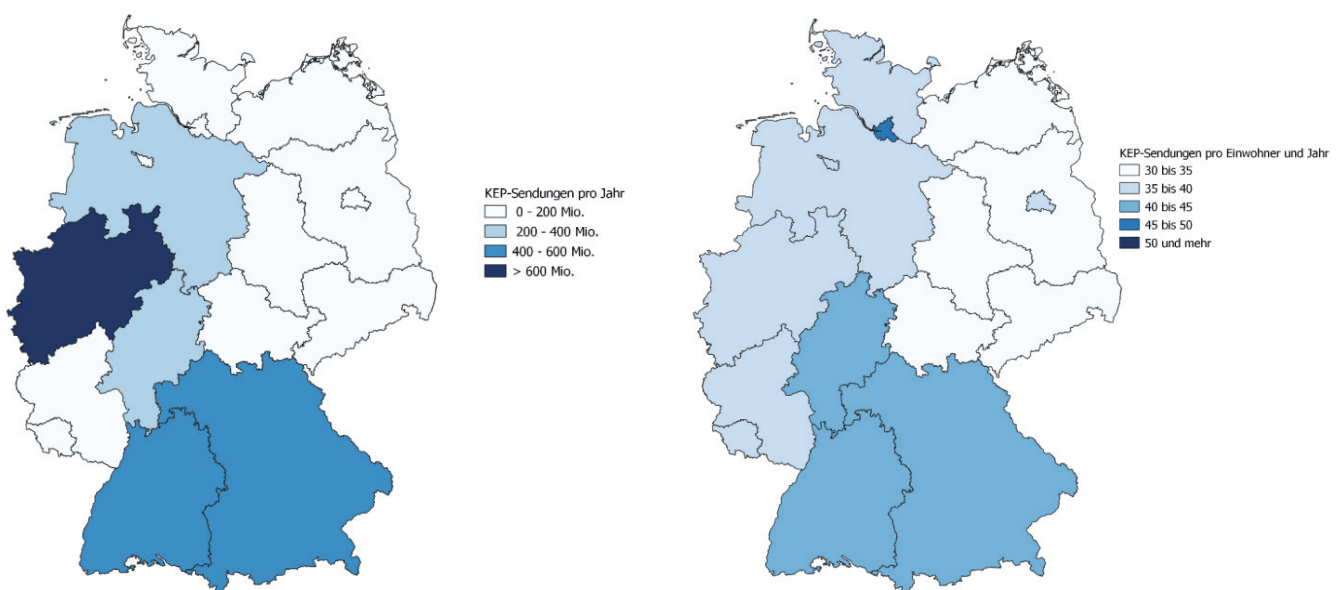 KEP-Sendungen pro Jahr
0 - 200 Mio.
200 - 400 Mio.
400 - 600 Mio.
> 600 Mio.
KEP-Sendungen pro Einwohner und Jahr
30 bis 35
35 bis 40
40 bis 45
45 bis 50
50 und mehr